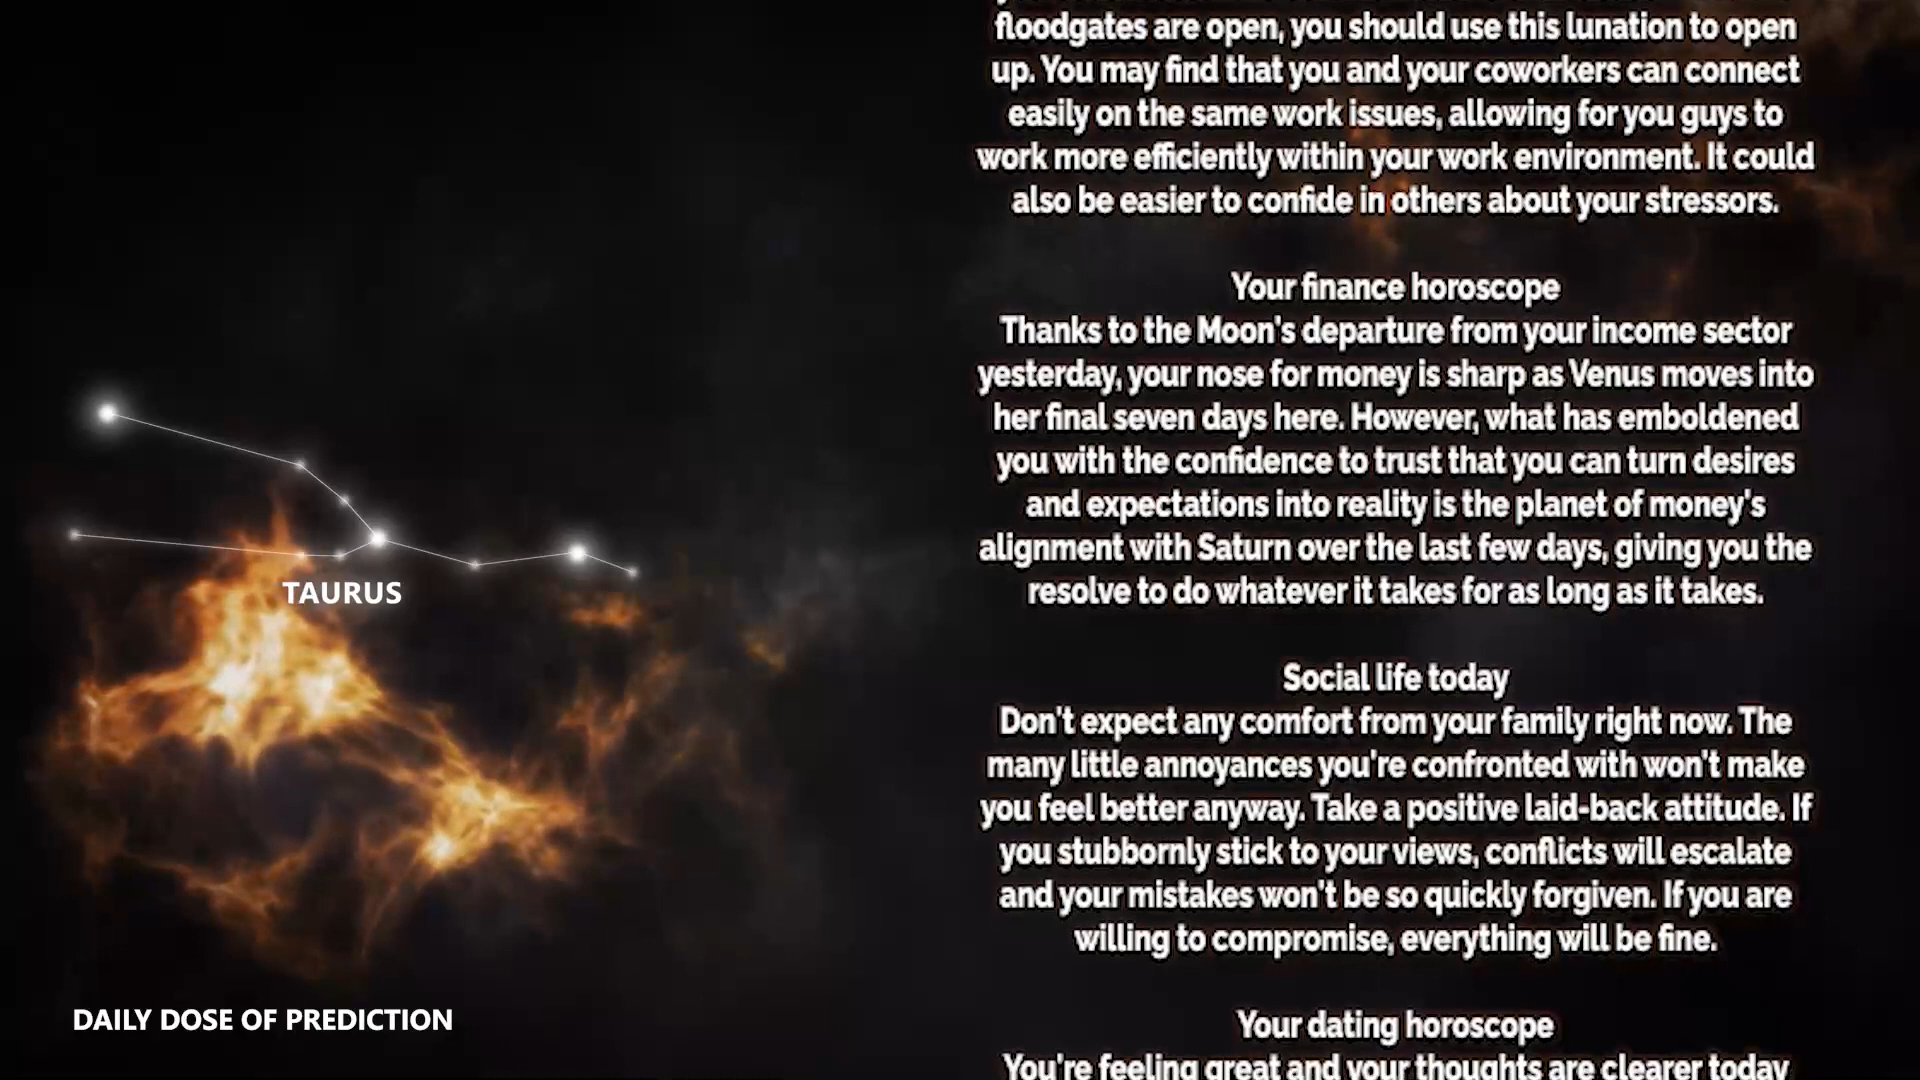 floodgates are open, you should use this lunation to open
up. You may find that you and your coworkers can connect
easily on the same work issues, allowing for you guys to
work more efficiently within your work environment. It could
also be easier to confide in others about your stressors.
Your finance horoscope
Thanks to the Moon's departure from your income sector
yesterday, your nose for money is sharp as Venus moves into
her final seven days here. However, what has emboldened
you with the confidence to trust that you can turn desires
and expectations into reality is the planet of money's
alignment with Saturn over the last few days, giving you the
resolve to do whatever it takes for as long as it takes.
Social life today
Don't expect any comfort from your family right now. The
many little annoyances you're confronted with won't make
you feel better anyway. Take a positive laid-back attitude. If
you stubbornly stick to your views, conflicts will escalate
and your mistakes won't be so quickly forgiven. If you are
willing to compromise, everything will be fine.
Your dating horoscope
You're feeling great and your thoughts are clearer today
TAURUS
DAILY DOSE OF PREDICTION